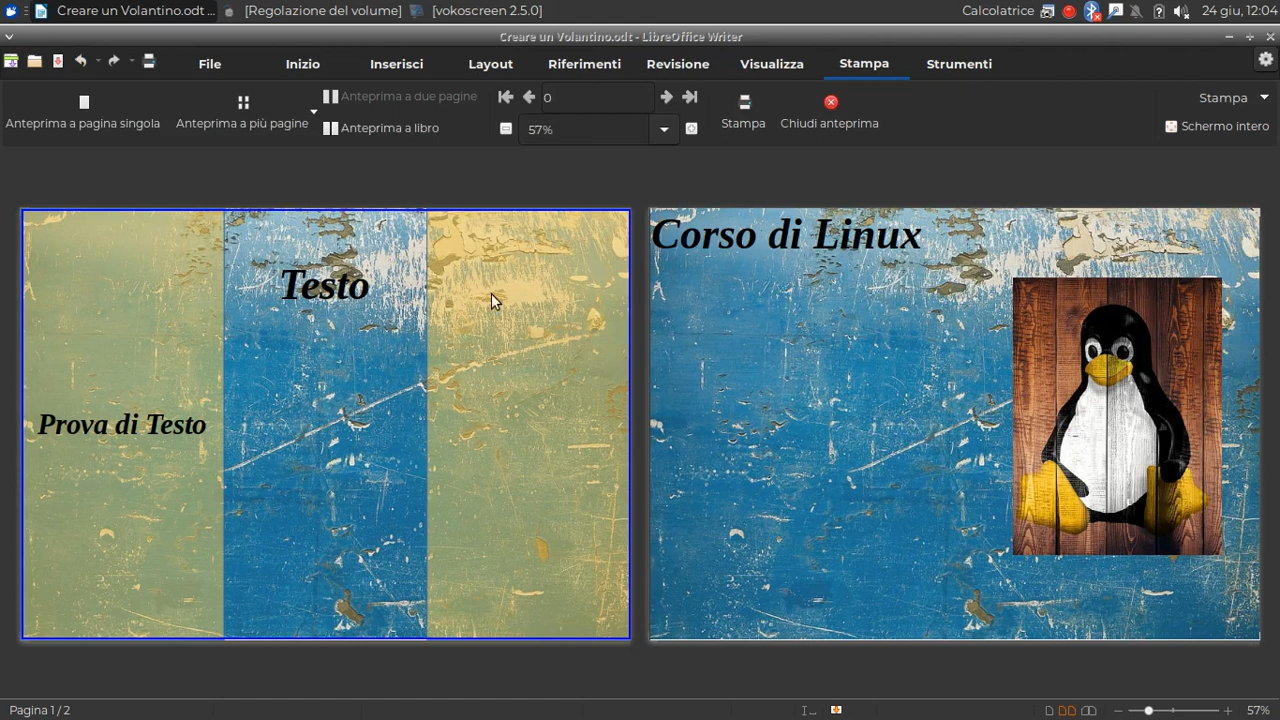 Creare un Volantino.odt ... [Regolazione del volume] [vokoscreen 2.5.0] Calcolatrice 24 giu, 12:04
Creare un Volantino.odt - LibreOffice Writer
File Inizio Inserisci Layout Riferimenti Revisione Visualizza Stampa Strumenti
Anteprima a pagina singola
Anteprima a più pagine
Anteprima a due pagine
Anteprima a libro
0
57%
Stampa
Chiudi anteprima
Stampa
Schermo intero
Testo
Prova di Testo
Corso di Linux
Pagina 1 / 2
57%